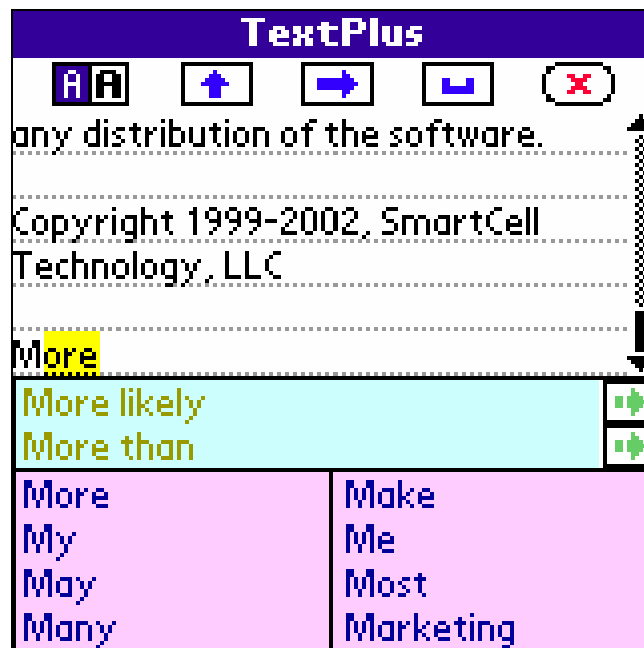 TextPlus
A A
any distribution of the software.
Copyright 1999-2002, SmartCell
Technology, LLC
More
More likely
More than
More
My
May
Many
Make
Me
Most
Marketing